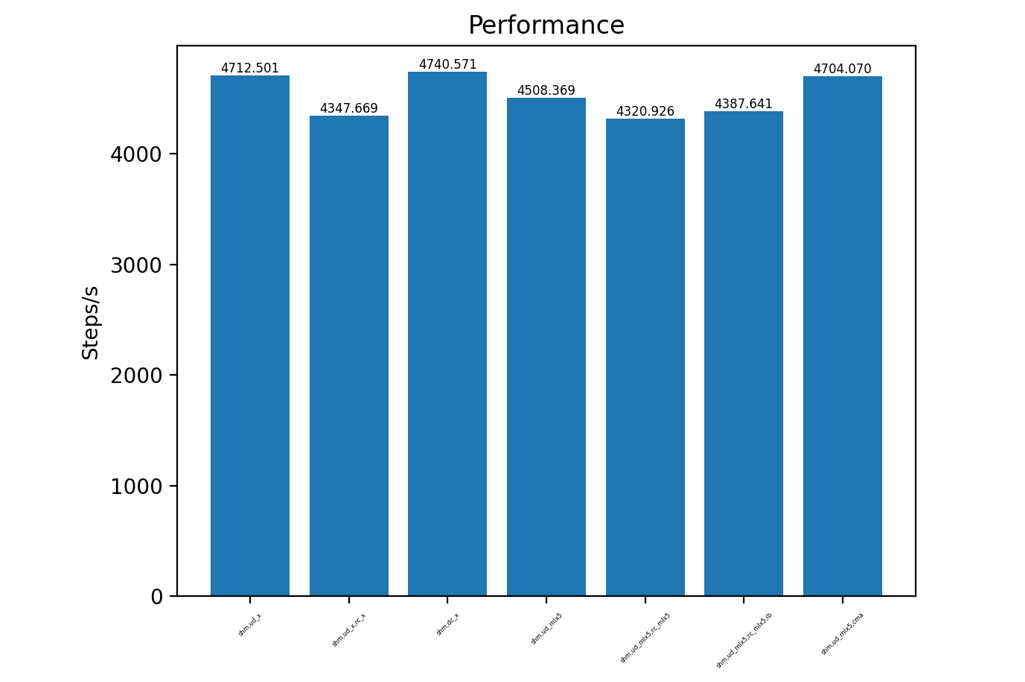 Performance
4712.501
4347.669
4740.571
4508.369
4320.926
4387.641
4704.070
Steps/s
4000
3000
2000
1000
0
shm,ud_x
shm,ud_x,rc_x
shm,dc_x
shm,ud_mlx5
shm,ud_mlx5,rc_mlx5
shm,ud_mlx5,rc_mlx5,ib
shm,ud_mlx5,cma